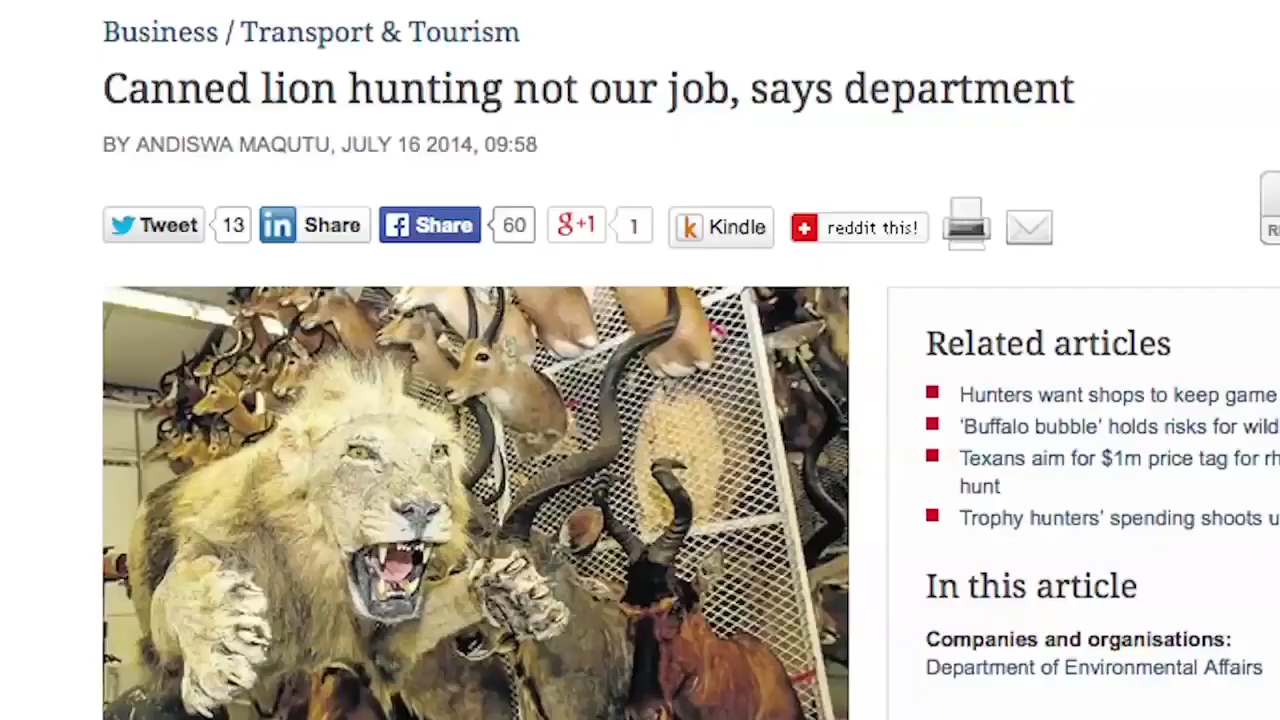 Business / Transport & Tourism
Canned lion hunting not our job, says department
BY ANDISWA MAQUTU, JULY 16 2014, 09:58
Tweet 13 in Share f Share 60 g+1 1 k Kindle reddit this!
Related articles
Hunters want shops to keep game
'Buffalo bubble' holds risks for wild
Texans aim for $1m price tag for rh
hunt
Trophy hunters' spending shoots u
In this article
Companies and organisations:
Department of Environmental Affairs